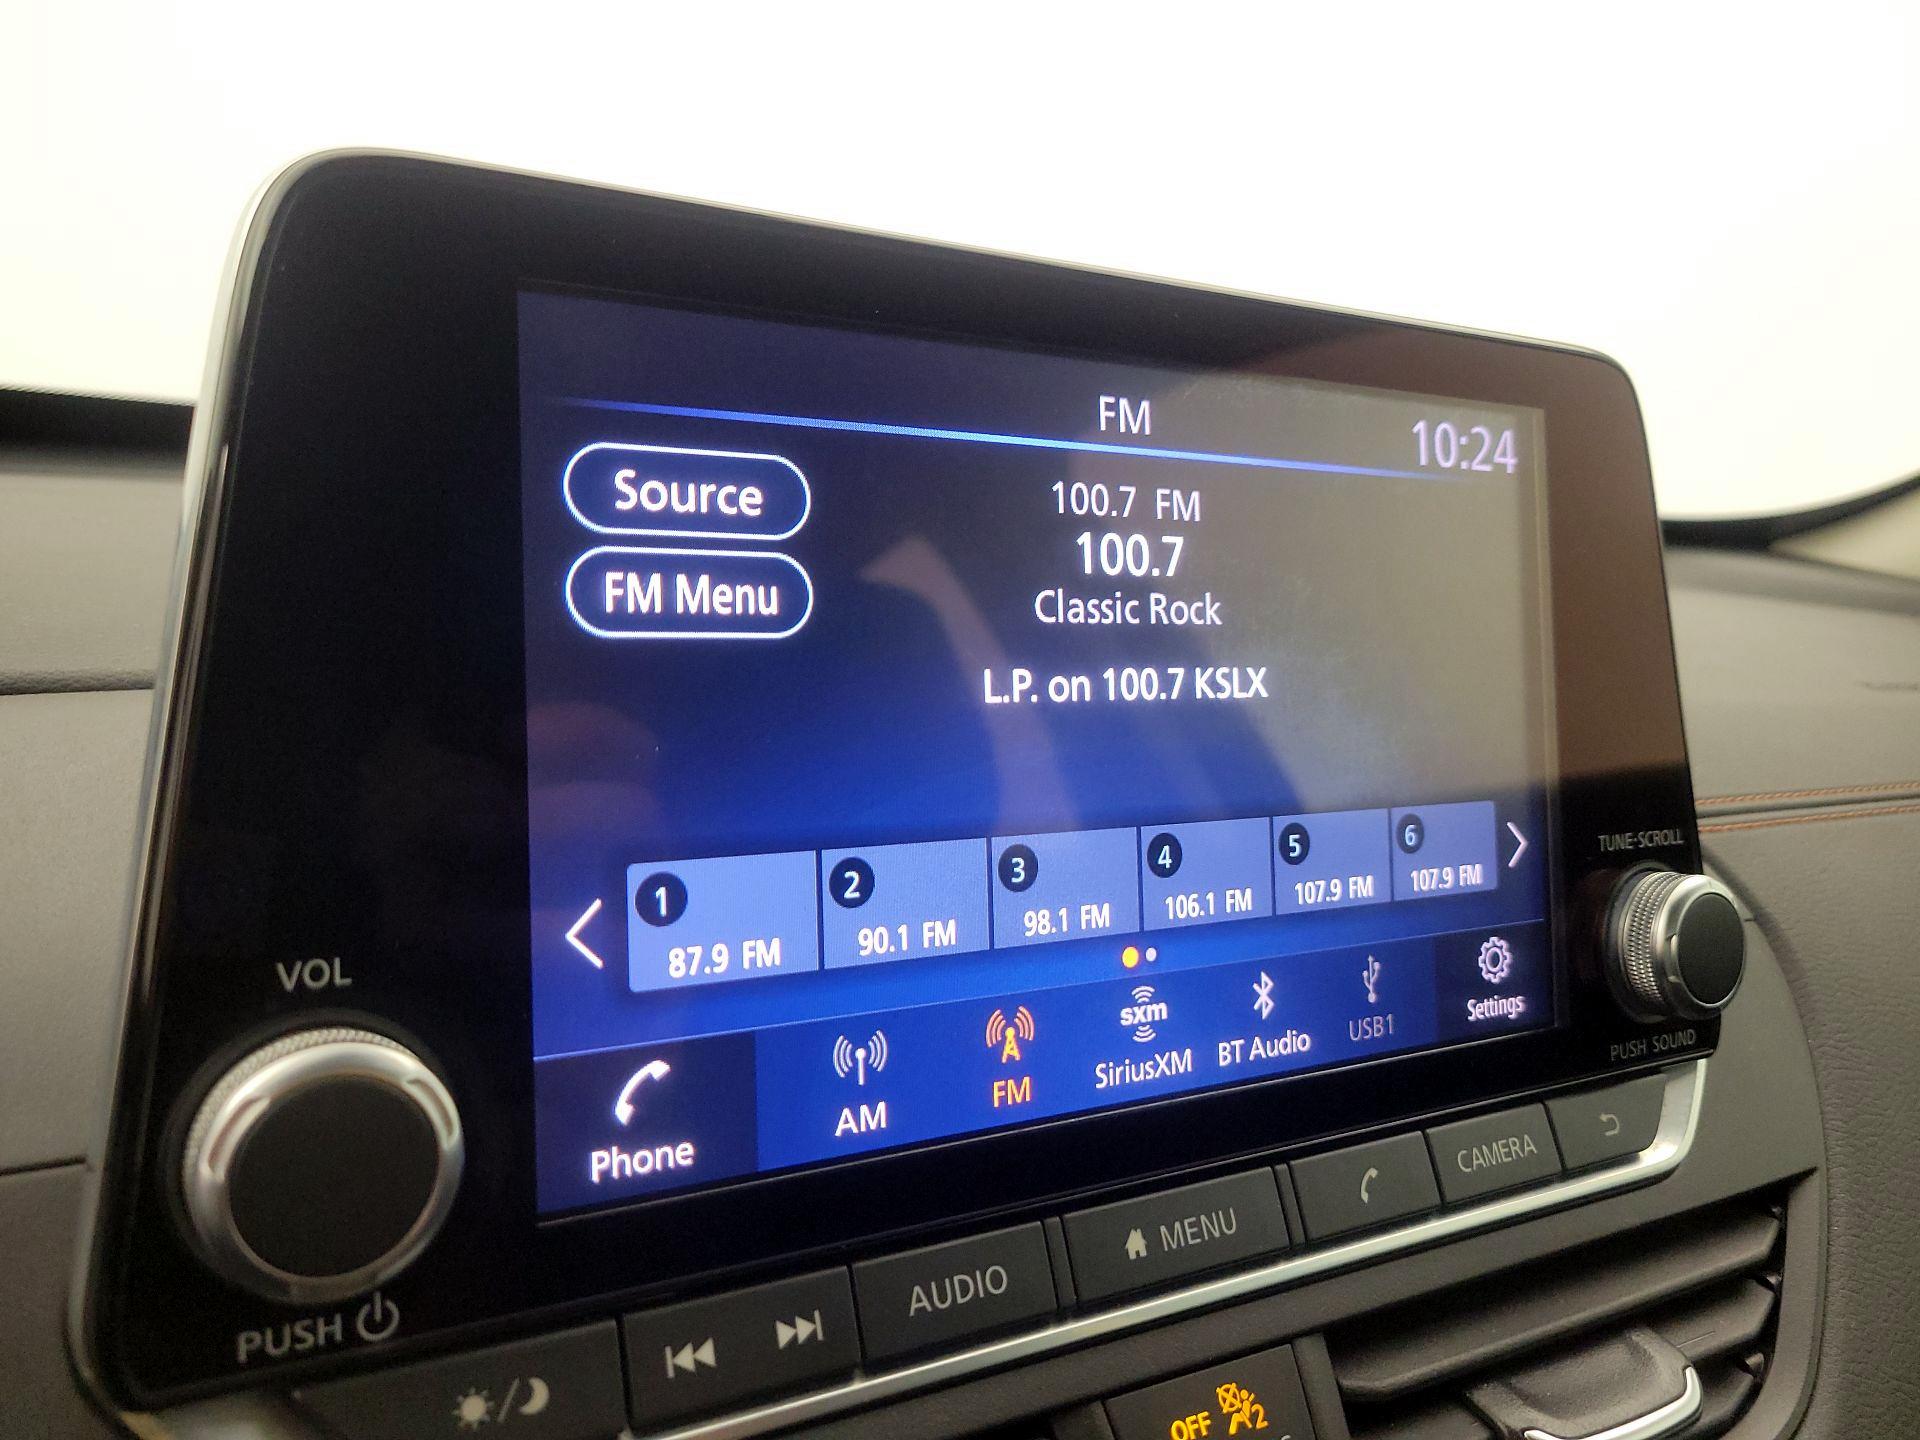 FM
10:24
Source
FM Menu
100.7 FM
100.7
Classic Rock
L.P. on 100.7 KSLX
1
87.9 FM
2
90.1 FM
3
98.1 FM
4
106.1 FM
5
107.9 FM
6
107.9 FM
Phone
AM
FM
sxm
SiriusXM
BT Audio
USB1
Settings
VOL
PUSH
TUNE·SCROLL
PUSH SOUND
AUDIO
MENU
CAMERA
OFF
2